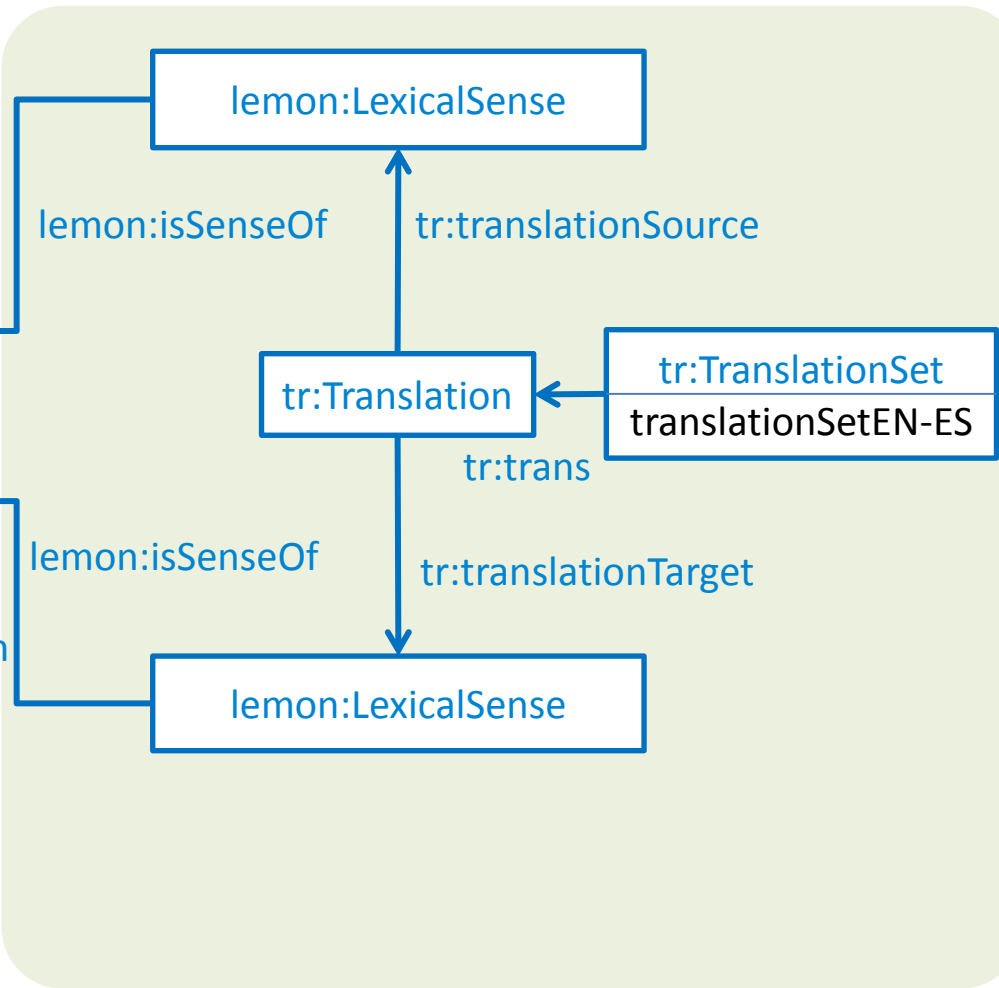 lemon:LexicalSense
lemon:isSenseOf
tr:translationSource
tr:Translation
tr:TranslationSet
translationSetEN-ES
tr:trans
lemon:isSenseOf
tr:translationTarget
lemon:LexicalSense